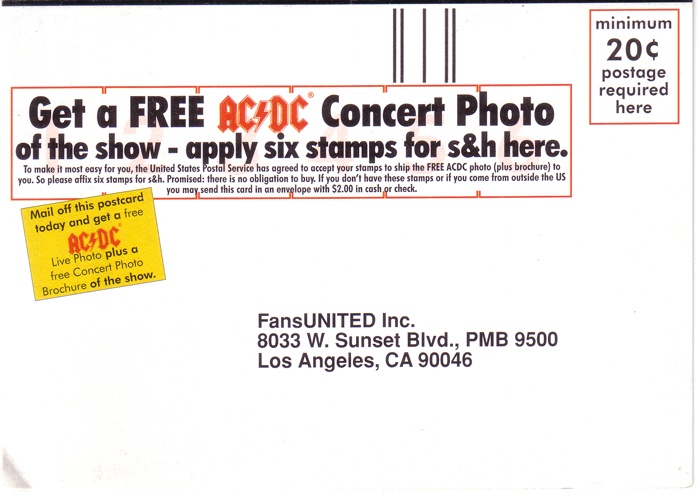 minimum
20¢
postage
required
here
Get a FREE AC/DC® Concert Photo
of the show - apply six stamps for s&h here.
To make it most easy for you, the United States Postal Service has agreed to accept your stamps to ship the FREE ACDC photo (plus brochure) to
you. So please affix six stamps for s&h. Promised: there is no obligation to buy. If you don't have these stamps or if you come from outside the US
you may send this card in an envelope with $2.00 in cash or check.
Mail off this postcard
today and get a free
AC/DC
Live Photo plus a
free Concert Photo
Brochure of the show.
FansUNITED Inc.
8033 W. Sunset Blvd., PMB 9500
Los Angeles, CA 90046